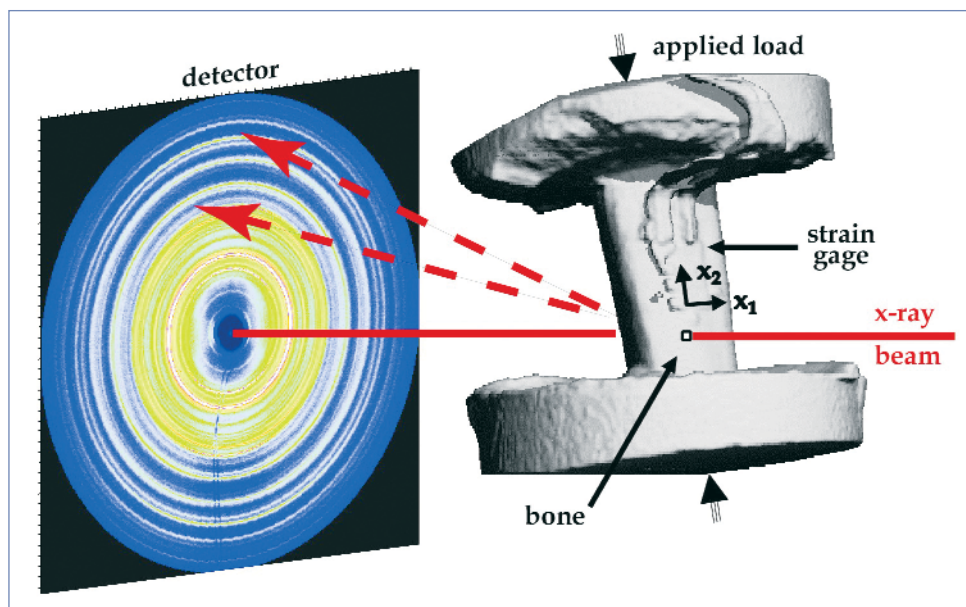 detector
applied load
strain
gage
x₂
x₁
x-ray
beam
bone